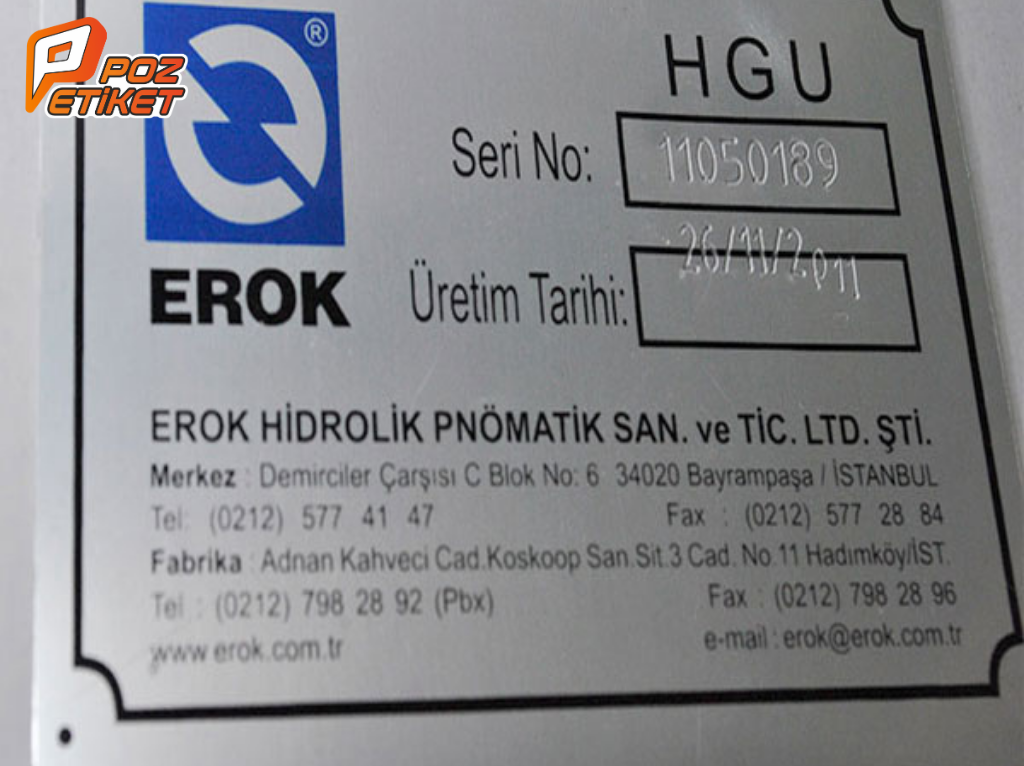 POZ
ETİKET
®
HGU
Seri No: 11050189
EROK
Üretim Tarihi: 26/11/2011
EROK HİDROLİK PNÖMATİK SAN. ve TİC. LTD. ŞTİ.
Merkez : Demirciler Çarşısı C Blok No: 6 34020 Bayrampaşa / İSTANBUL
Tel: (0212) 577 41 47 Fax : (0212) 577 28 84
Fabrika : Adnan Kahveci Cad.Koskoop San.Sit.3 Cad. No.11 Hadımköy/İST.
Tel : (0212) 798 28 92 (Pbx) Fax : (0212) 798 28 96
www.erok.com.tr e-mail : erok@erok.com.tr